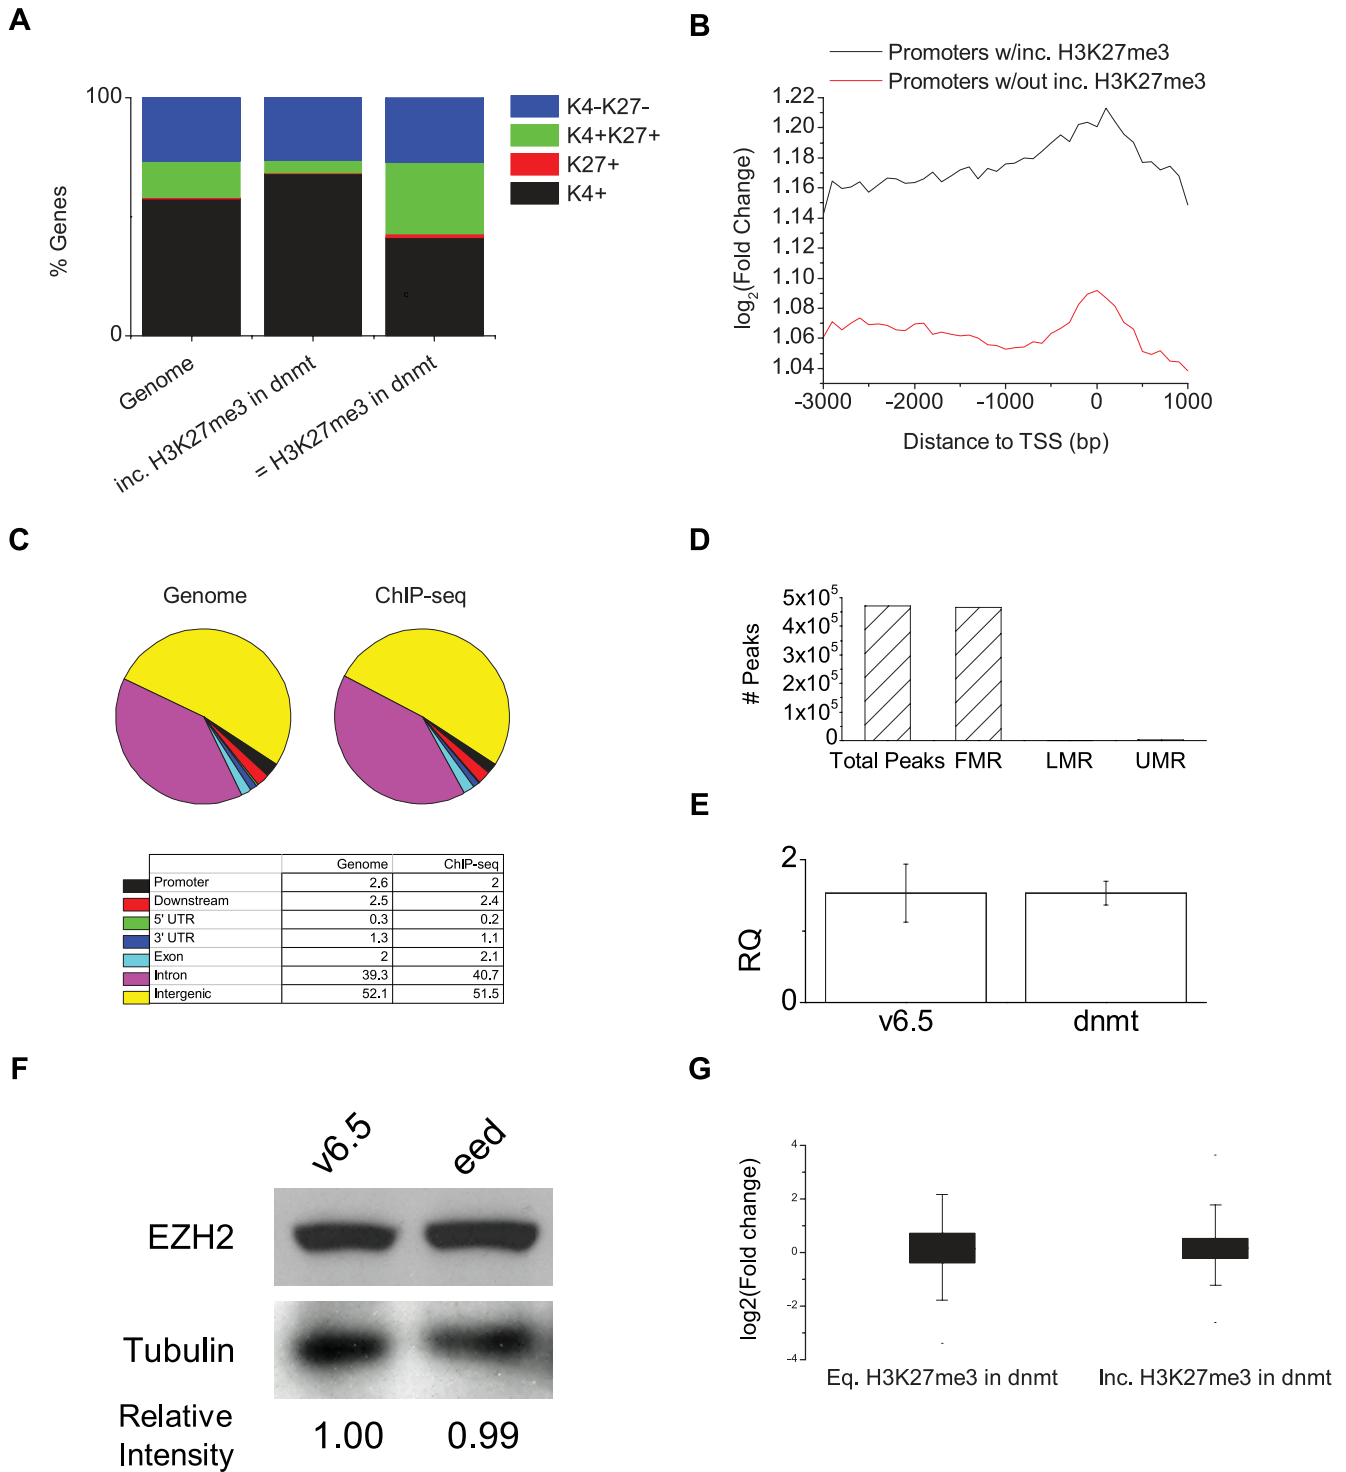 A
100
0
% Genes
K4-K27-
K4+K27+
K27+
K4+
c
Genome
inc. H3K27me3 in dnmt
= H3K27me3 in dnmt
B
Promoters w/inc. H3K27me3
Promoters w/out inc. H3K27me3
log2(Fold Change)
1.22
1.20
1.18
1.16
1.14
1.12
1.10
1.08
1.06
1.04
-3000 -2000 -1000 0 1000
Distance to TSS (bp)
C
Genome ChIP-seq
Genome ChIP-seq
Promoter 2.6 2
Downstream 2.5 2.4
5' UTR 0.3 0.2
3' UTR 1.3 1.1
Exon 2 2.1
Intron 39.3 40.7
Intergenic 52.1 51.5
D
# Peaks
5x10^5
4x10^5
3x10^5
2x10^5
1x10^5
0
Total Peaks FMR LMR UMR
E
RQ
2
0
v6.5 dnmt
F
v6.5 eed
EZH2
Tubulin
Relative
Intensity
1.00 0.99
G
log2(Fold change)
4
2
0
-2
-4
Eq. H3K27me3 in dnmt Inc. H3K27me3 in dnmt